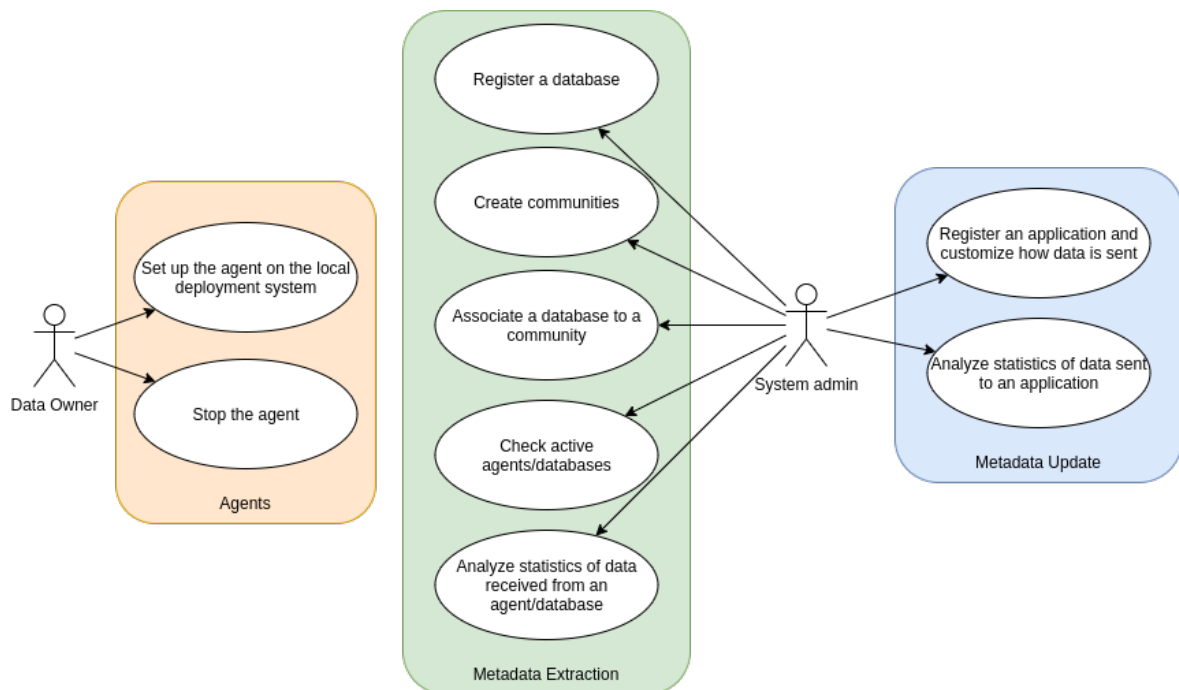 Data Owner
Set up the agent on the local
deployment system
Stop the agent
Agents
Register a database
Create communities
Associate a database to a
community
Check active
agents/databases
Analyze statistics of data
received from an
agent/database
Metadata Extraction
System admin
Register an application and
customize how data is sent
Analyze statistics of data sent
to an application
Metadata Update